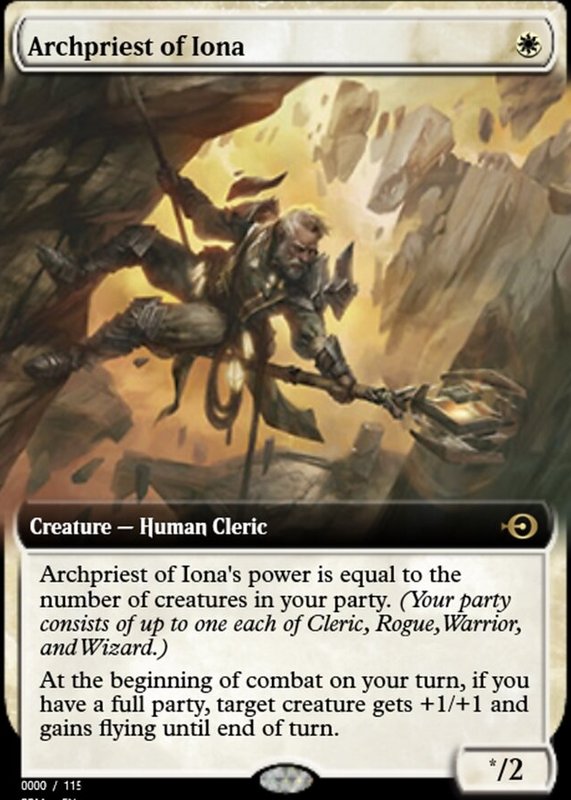 Archpriest of Iona
Creature — Human Cleric
Archpriest of Iona's power is equal to the
number of creatures in your party. (Your party
consists of up to one each of Cleric, Rogue, Warrior,
and Wizard.)
At the beginning of combat on your turn, if you
have a full party, target creature gets +1/+1 and
gains flying until end of turn.
*/2
0000 / 115